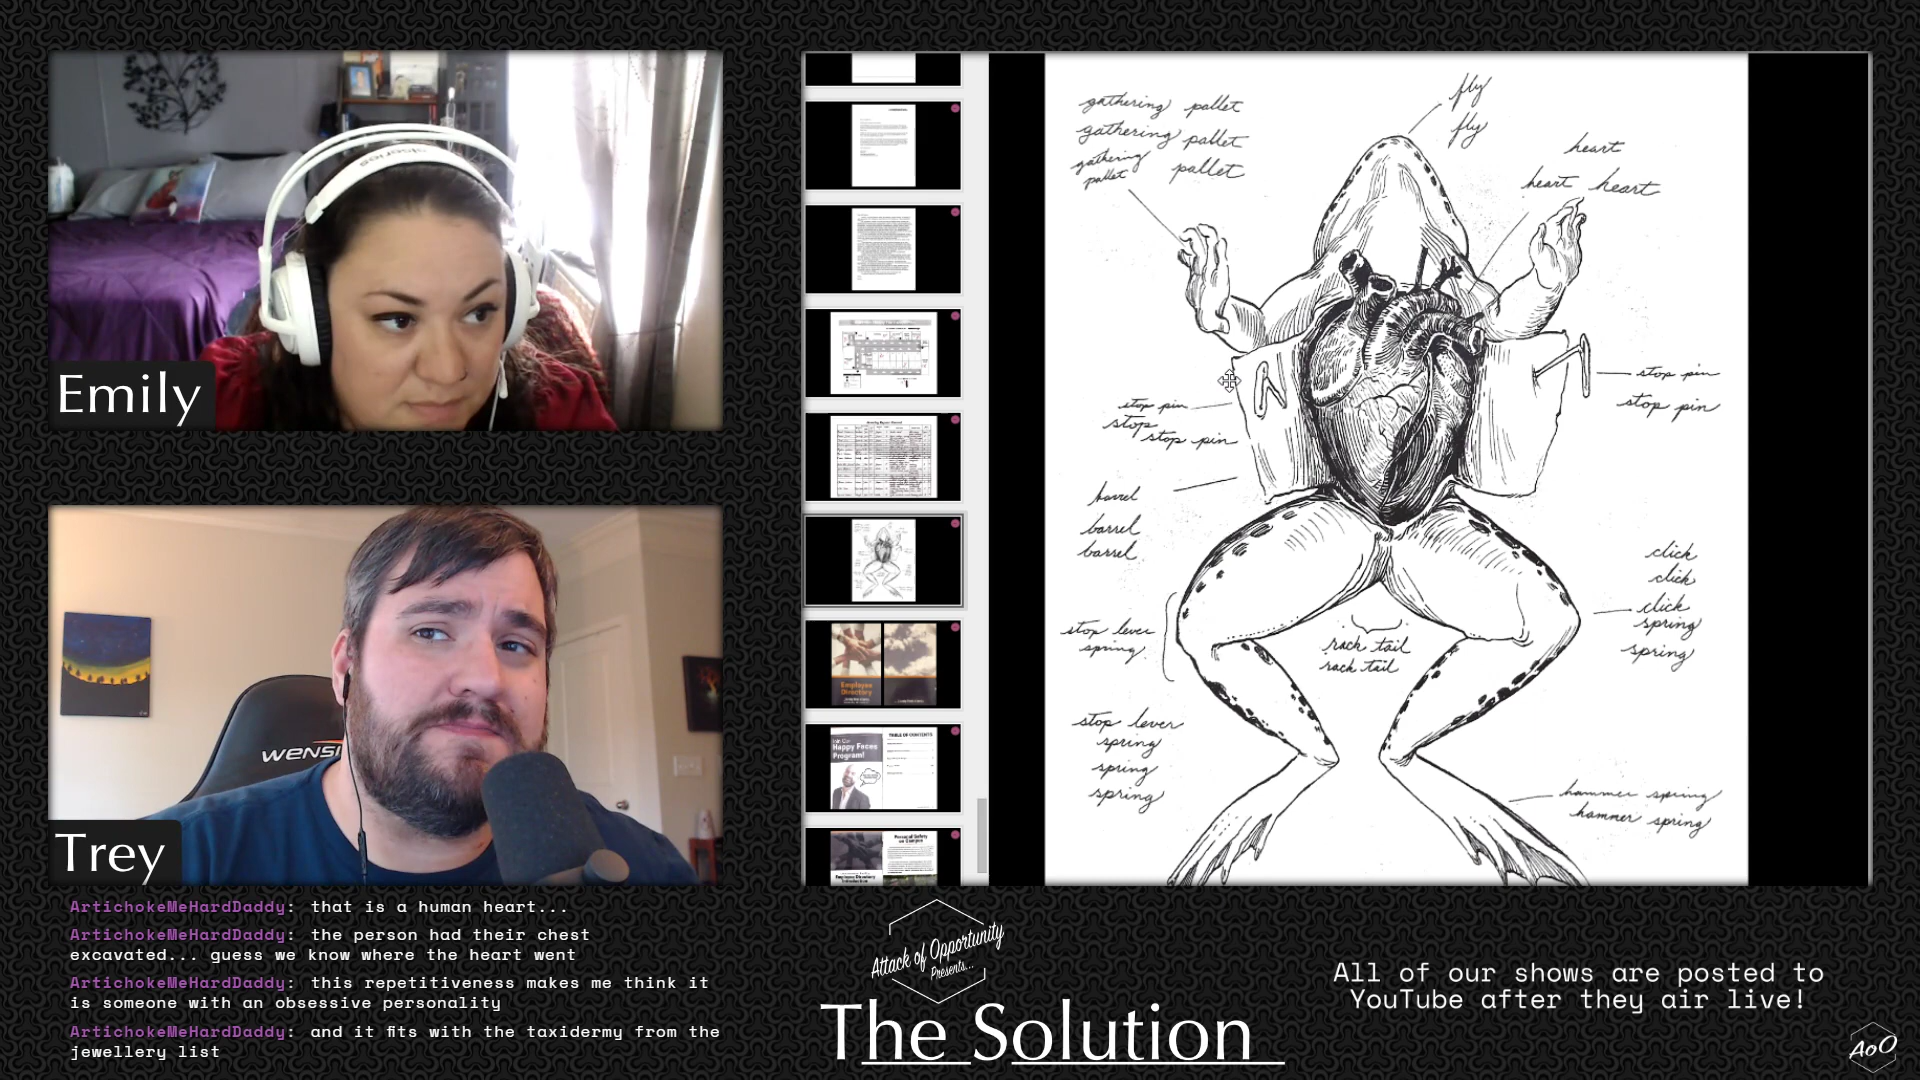 Emily
WENSI
Trey
ArtichokeMeHardDaddy: that is a human heart...
ArtichokeMeHardDaddy: the person had their chest
excavated... guess we know where the heart went
ArtichokeMeHardDaddy: this repetitiveness makes me think it
is someone with an obsessive personality
ArtichokeMeHardDaddy: and it fits with the taxidermy from the
jewellery list
Employee
Directory
Join Our
Happy Faces
Program!
TABLE OF CONTENTS
Personal Safety
on Campus
Employee Directory
Introduction
gathering pallet
gathering pallet
gathering
pallet pallet
fly
fly
heart
heart heart
stop pin
stop
stop pin
stop pin
stop pin
barrel
barrel
barrel
click
click
click
spring
spring
stop lever
spring
rack tail
rack tail
stop lever
spring
spring
spring
hammer spring
hammer spring
Attack of Opportunity
Presents...
The Solution
All of our shows are posted to
YouTube after they air live!
AoO